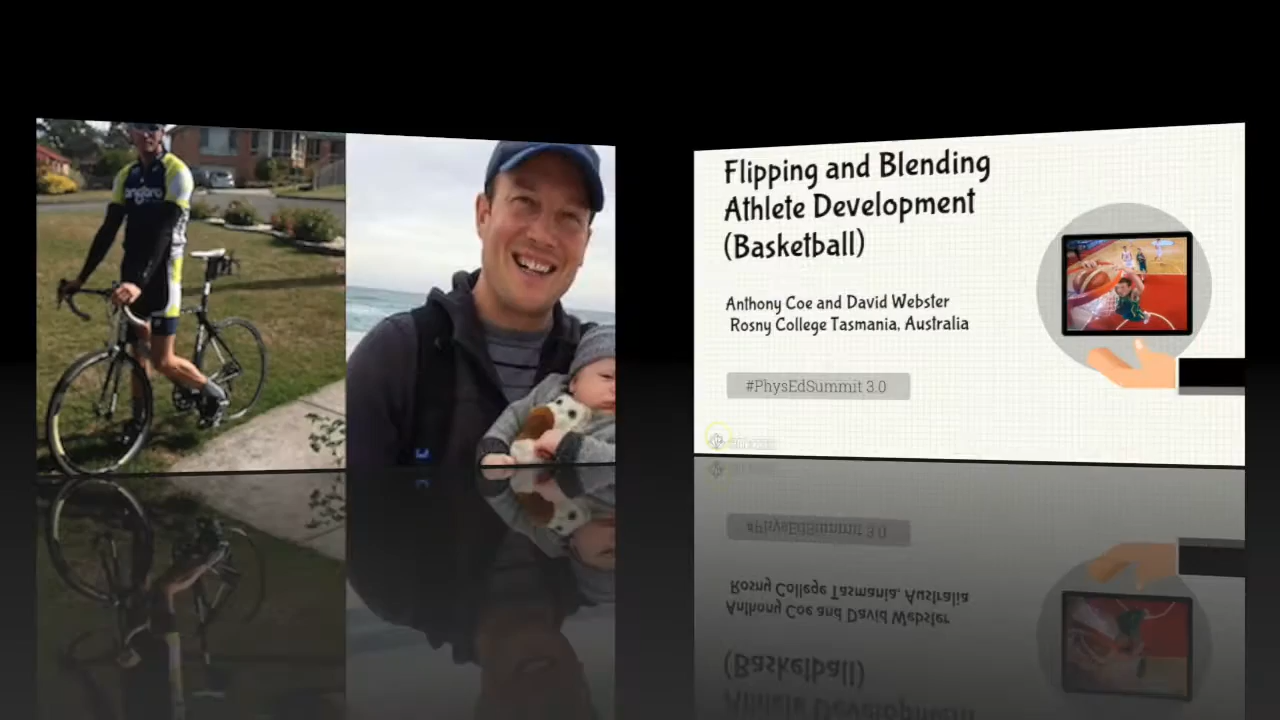 Flipping and Blending
Athlete Development
(Basketball)
Anthony Coe and David Webster
Rosny College Tasmania, Australia
#PhysEdSummit 3.0